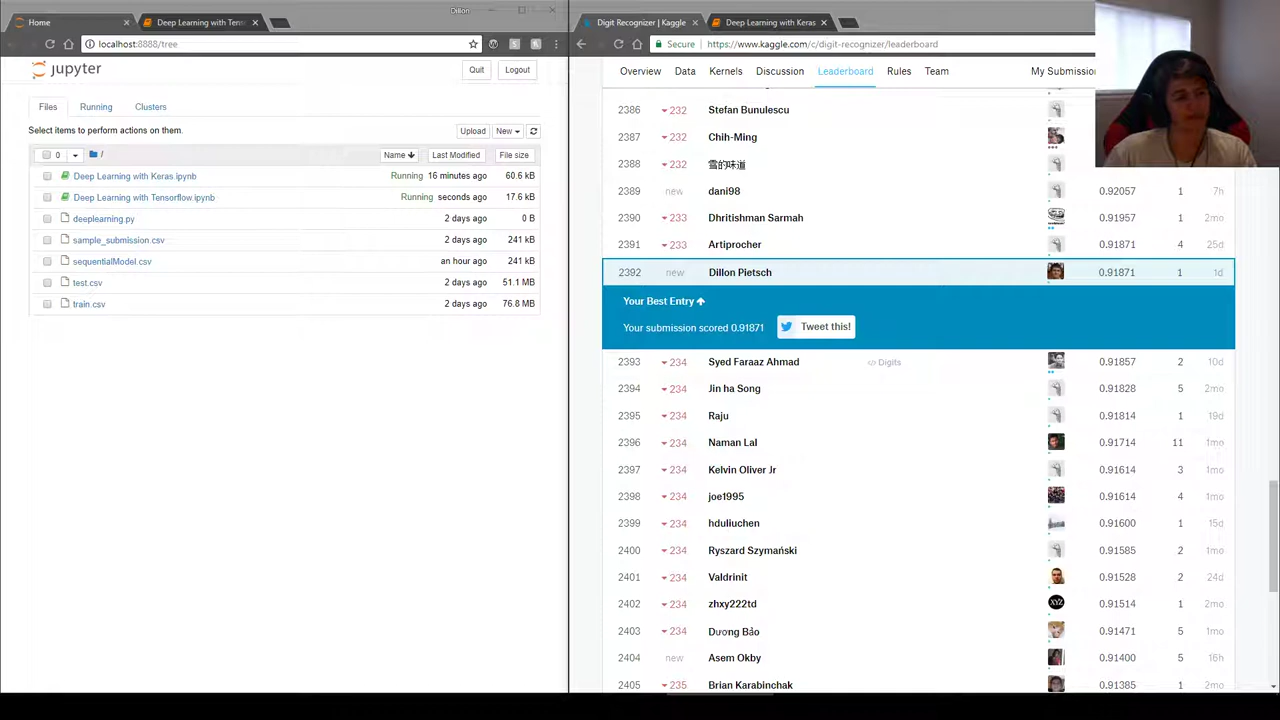 Home
Deep Learning with Tens
Dillon
localhost:8888/tree
jupyter
Quit
Logout
Files
Running
Clusters
Select items to perform actions on them.
Upload
New
0
/
Name
Last Modified
File size
Deep Learning with Keras ipynb
Running 16 minutes ago
60.6 kB
Deep Learning with Tensorflow.ipynb
Running seconds ago
17.6 kB
deeplearning.py
2 days ago
0 B
sample_submission.csv
2 days ago
241 kB
sequentialModel.csv
an hour ago
241 kB
test.csv
2 days ago
51.1 MB
train.csv
2 days ago
76.8 MB
Digit Recognizer | Kaggle
Deep Learning with Keras
Secure
https://www.kaggle.com/c/digit-recognizer/leaderboard
Overview
Data
Kernels
Discussion
Leaderboard
Rules
Team
My Submission
2386 232 Stefan Bunulescu
2387 232 Chih-Ming
2388 232 雪的味道
2389 new dani98 0.92057 1 7h
2390 233 Dhritishman Sarmah 0.91957 1 2mo
2391 233 Artiprocher 0.91871 4 25d
2392 new Dillon Pietsch 0.91871 1 1d
Your Best Entry
Your submission scored 0.91871
Tweet this!
2393 234 Syed Faraaz Ahmad </> Digits 0.91857 2 10d
2394 234 Jin ha Song 0.91828 5 2mo
2395 234 Raju 0.91814 1 19d
2396 234 Naman Lal 0.91714 11 1mo
2397 234 Kelvin Oliver Jr 0.91614 3 1mo
2398 234 joe1995 0.91614 4 1mo
2399 234 hduliuchen 0.91600 1 15d
2400 234 Ryszard Szymański 0.91585 2 1mo
2401 234 Valdrinit 0.91528 2 24d
2402 234 zhxy222td XYZ 0.91514 1 2mo
2403 234 Dương Bảo 0.91471 5 1mo
2404 new Asem Okby 0.91400 5 16h
2405 235 Brian Karabinchak 0.91385 1 2mo